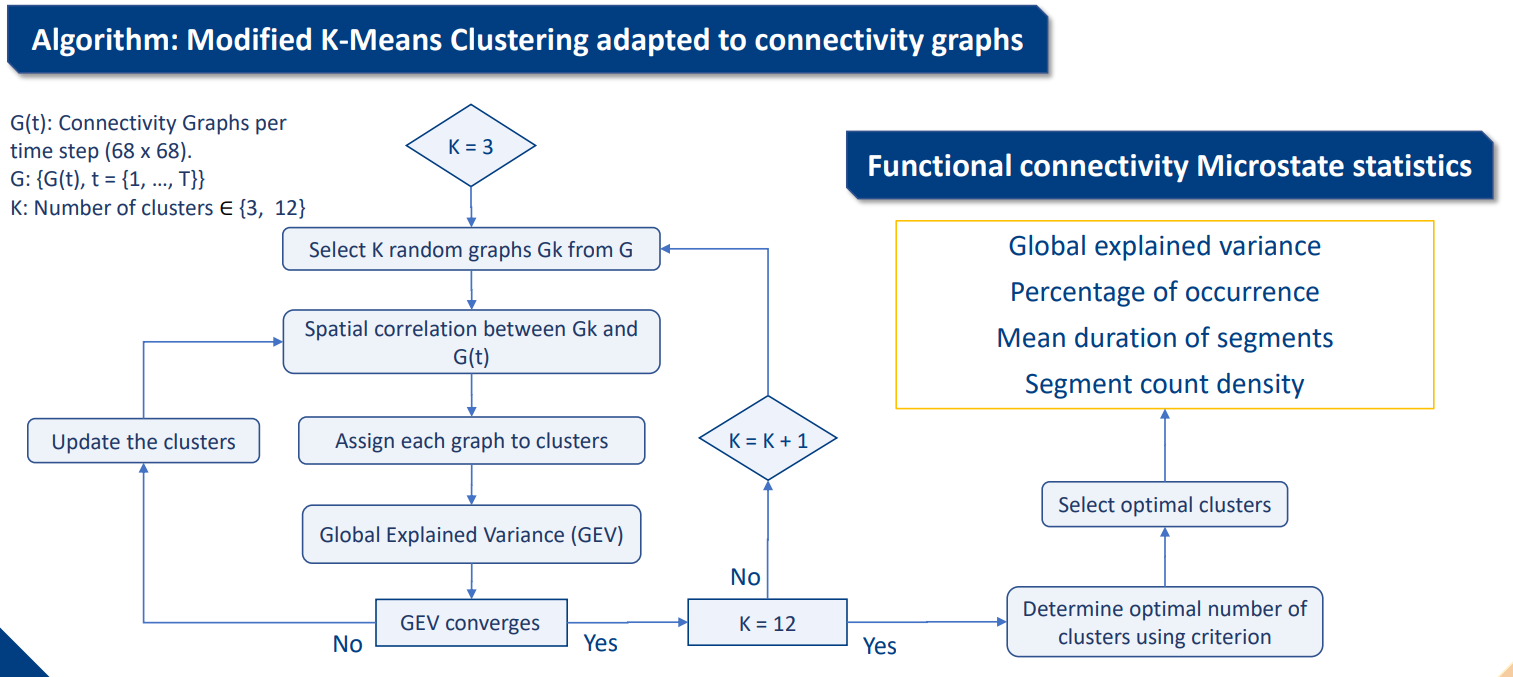 Algorithm: Modified K-Means Clustering adapted to connectivity graphs
G(t): Connectivity Graphs per
time step (68 x 68).
G: {G(t), t = {1, ..., T}}
K: Number of clusters ∈ {3, 12}
K = 3
Select K random graphs Gk from G
Spatial correlation between Gk and
G(t)
Update the clusters
Assign each graph to clusters
K = K + 1
Global Explained Variance (GEV)
GEV converges
No
Yes
No
K = 12
Yes
Functional connectivity Microstate statistics
Global explained variance
Percentage of occurrence
Mean duration of segments
Segment count density
Select optimal clusters
Determine optimal number of
clusters using criterion